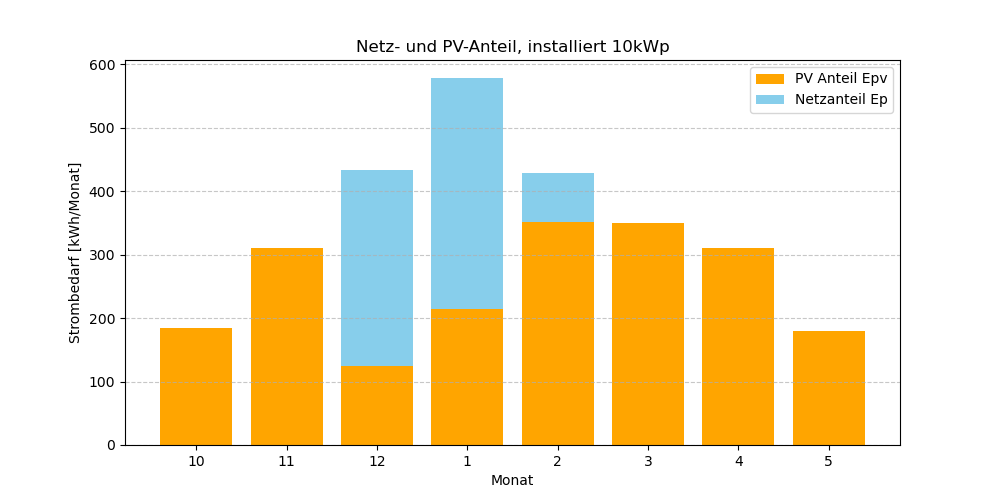 Netz- und PV-Anteil, installiert 10kWp
PV Anteil Epv
Netzanteil Ep
Strombedarf [kWh/Monat]
600
500
400
300
200
100
0
10 11 12 1 2 3 4 5
Monat